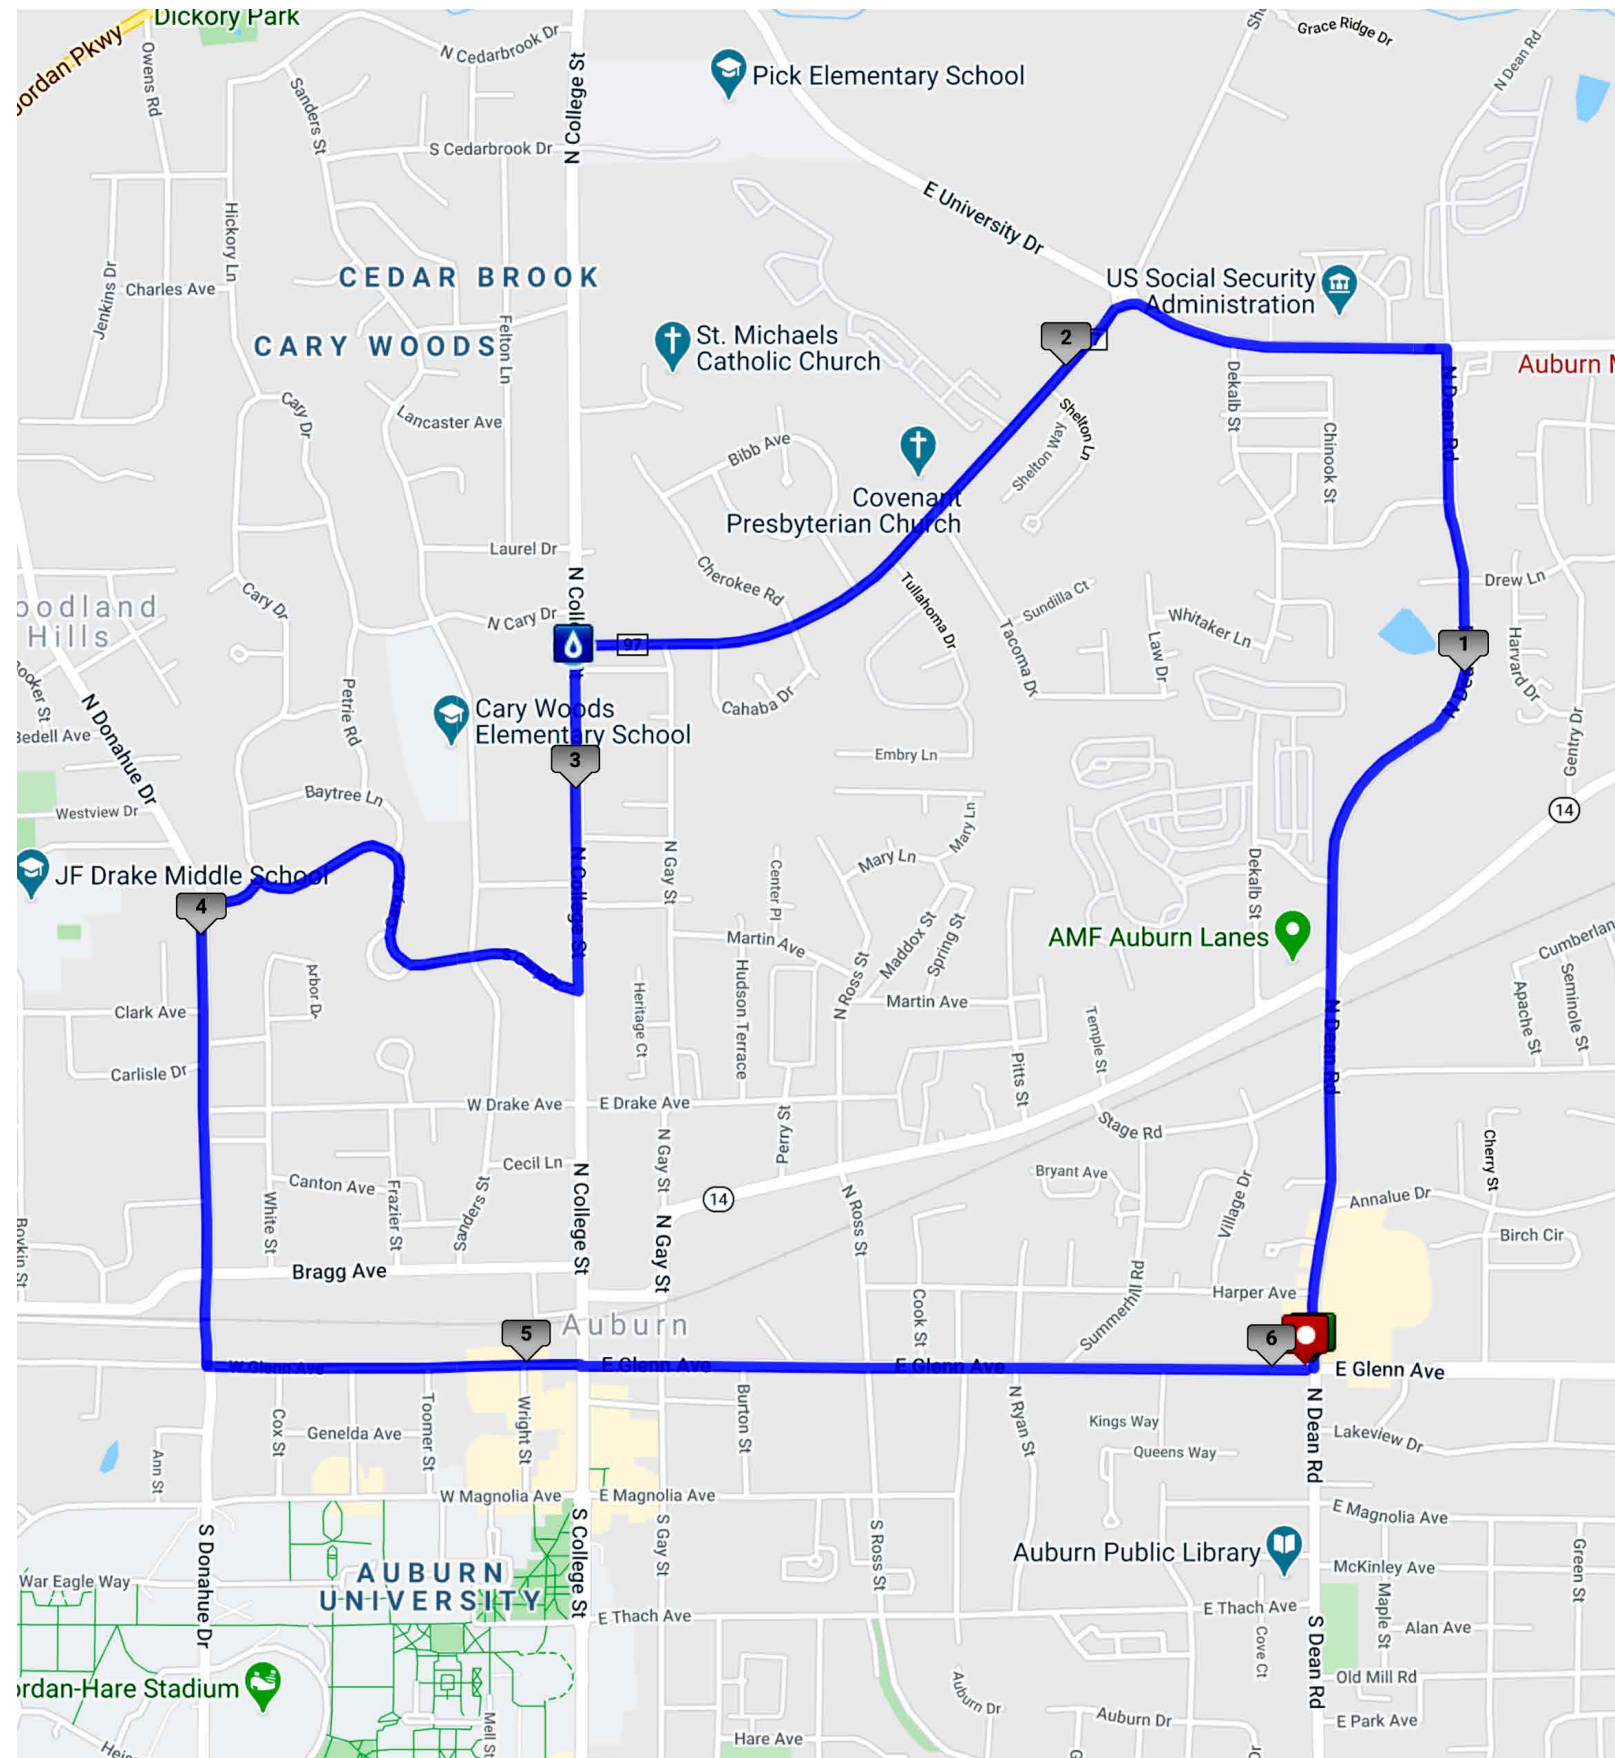 Dickory Park
Owens Rd
N Cedarbrook Dr
N College St
Grace Ridge Dr
N Dean Rd
Pick Elementary School
Sanders St
S Cedarbrook Dr
E University Dr
Hickory Ln
Jenkins Dr
Charles Ave
CEDAR BROOK
CARY WOODS
Felton Ln
US Social Security
Administration
St. Michaels
Catholic Church
2
Auburn
N Dean Rd
Dekalb St
Chinook St
Cary Dr
Lancaster Ave
Bibb Ave
Shelton Way
Shelton Ln
Covenant
Presbyterian Church
Laurel Dr
Cherokee Rd
Tullahoma Dr
Tacoma Dr
Sundilla Ct
Whitaker Ln
Law Dr
Drew Ln
Harvard Dr
Gentry Dr
Hills
Cary Dr
N Cary Dr
97
1
Petrie Rd
N Donahue Dr
Cary Woods
Elementary School
3
Cahaba Dr
Embry Ln
Westview Dr
Baytree Ln
14
JF Drake Middle School
4
N College St
N Gay St
Center Pl
Mary Ln
Mary Ln
Maddox St
Spring St
Dekalb St
AMF Auburn Lanes
Martin Ave
N Ross St
Hudson Terrace
Martin Ave
Heritage Ct
Arbor Dr
Clark Ave
Carlisle Dr
Temple St
Pitts St
N Dean Rd
Apache St
Seminole St
W Drake Ave
E Drake Ave
N Gay St
Perry St
Stage Rd
Cherry St
Cecil Ln
Canton Ave
White St
Frazier St
Sanders St
N College St
N Gay St
14
N Ross St
Bryant Ave
Village Dr
Annalue Dr
Birch Cir
Bragg Ave
Cook St
Summerhill Rd
Harper Ave
Auburn
5
6
W Glenn Ave
E Glenn Ave
E Glenn Ave
E Glenn Ave
Ann St
Cox St
Genelda Ave
Toomer St
Wright St
Burton St
N Ryan St
Kings Way
Queens Way
N Dean Rd
Lakeview Dr
W Magnolia Ave
E Magnolia Ave
E Magnolia Ave
S Donahue Dr
S College St
S Gay St
S Ross St
Auburn Public Library
McKinley Ave
Green St
War Eagle Way
AUBURN
UNIVERSITY
E Thach Ave
E Thach Ave
Cove Ct
S Dean Rd
Maple St
Alan Ave
Old Mill Rd
Stadium
Mell St
Auburn Dr
Auburn Dr
E Park Ave
Hare Ave